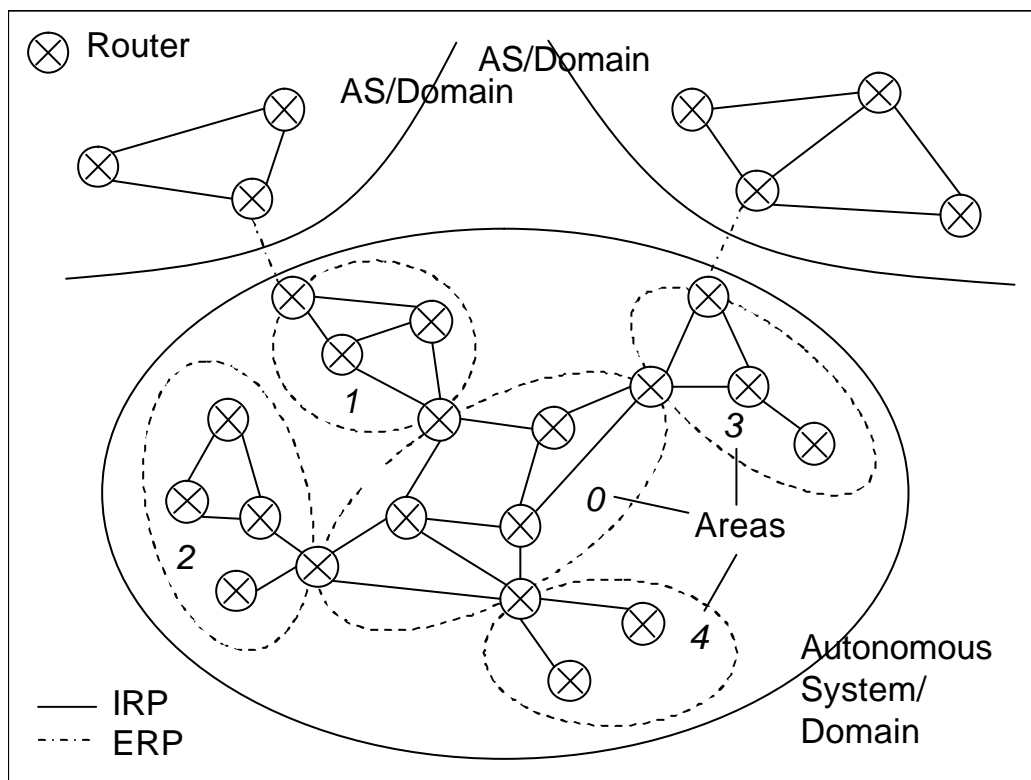 Router
AS/Domain
AS/Domain
1
3
0
Areas
2
4
Autonomous
System/
Domain
IRP
ERP